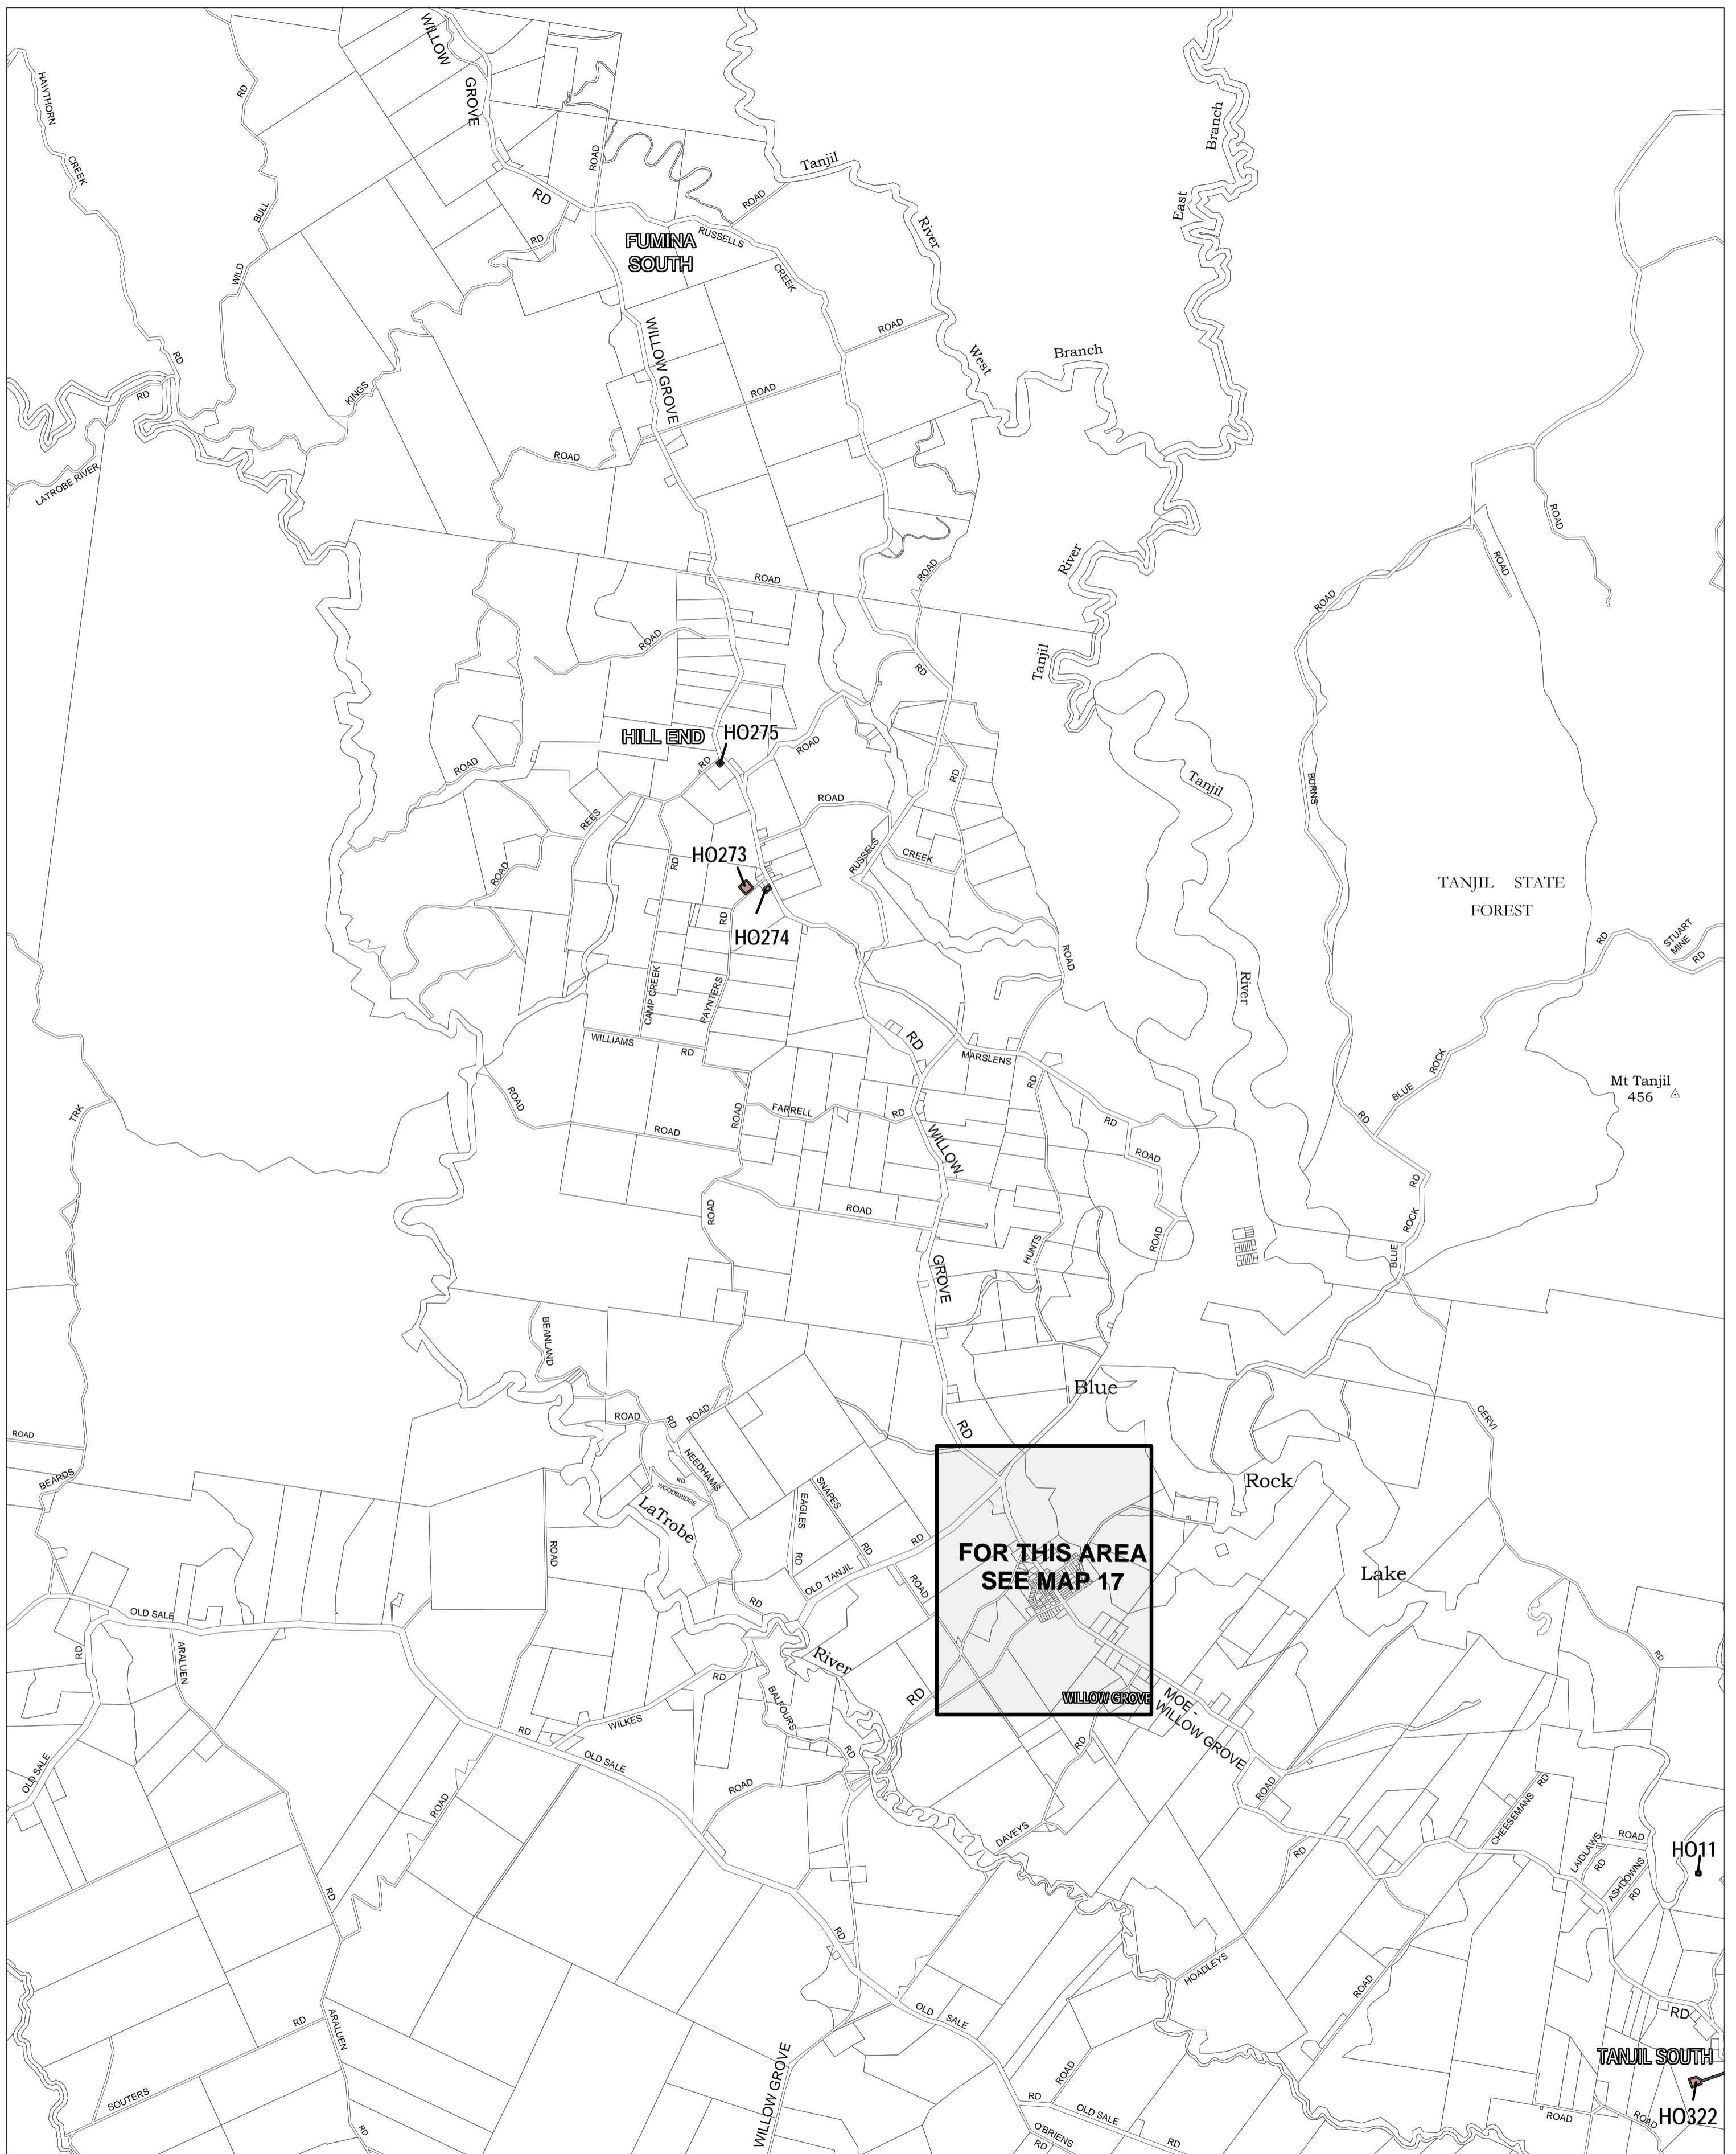 WILLOW
GROVE
RD
HAWTHORN
CREEK
RD
BULL
WILD
RD
ROAD
RD
Tanjil
River
West
Branch
East
Branch
ROAD
RUSSELLS
CREEK
FUMINA
SOUTH
RD
WILLOW GROVE
ROAD
ROAD
KINGS
ROAD
RD
LATROBE RIVER
ROAD
ROAD
River
Tanjil
ROAD
ROAD
ROAD
BURNS
ROAD
RD
HILL END
HO275
RD
ROAD
ROAD
Tanjil
River
REES
ROAD
ROAD
RD
RUSSELS
CREEK
HO273
RD
RD
HO274
TANJIL STATE
FOREST
STUART
MINE
RD
RD
CAMP CREEK
PAYNTERS
ROAD
WILLIAMS
RD
RD
MARSLENS
RD
BLUE
ROCK
RD
Mt Tanjil
456
TRK
ROAD
ROAD
ROAD
FARRELL
RD
WILLOW
RD
ROAD
ROAD
ROAD
ROAD
HUNTS
GROVE
RD
ROCK
BLUE
BEANLAND
Blue
Rock
Lake
CERVI
RD
ROAD
BEARDS
ROAD
RD
ROAD
NEEDHAMS
RD
WOODBRIDGE
LaTrobe
River
SNAPES
RD
EAGLES
RD
OLD TANJIL
RD
ROAD
RD
FOR THIS AREA
SEE MAP 17
WILLOW GROVE
ROAD
OLD SALE
RD
ARALUEN
RD
RD
WILKES
BALFOURS
RD
RD
RD
MOE -
WILLOW GROVE
RD
OLD SALE
ROAD
RD
OLD SALE
ROAD
DAVEYS
ROAD
RD
CHEESEMANS
RD
LAIDLAWS
RD
ROAD
ASHDOWNS
RD
HO11
RD
RD
HOADLEYS
ROAD
OLD SALE
ROAD
RD
ARALUEN
SOUTERS
RD
WILLOW GROVE
RD
OLD SALE
RD
O'BRIENS
RD
RD
TANJIL SOUTH
HO322
ROAD
ROAD